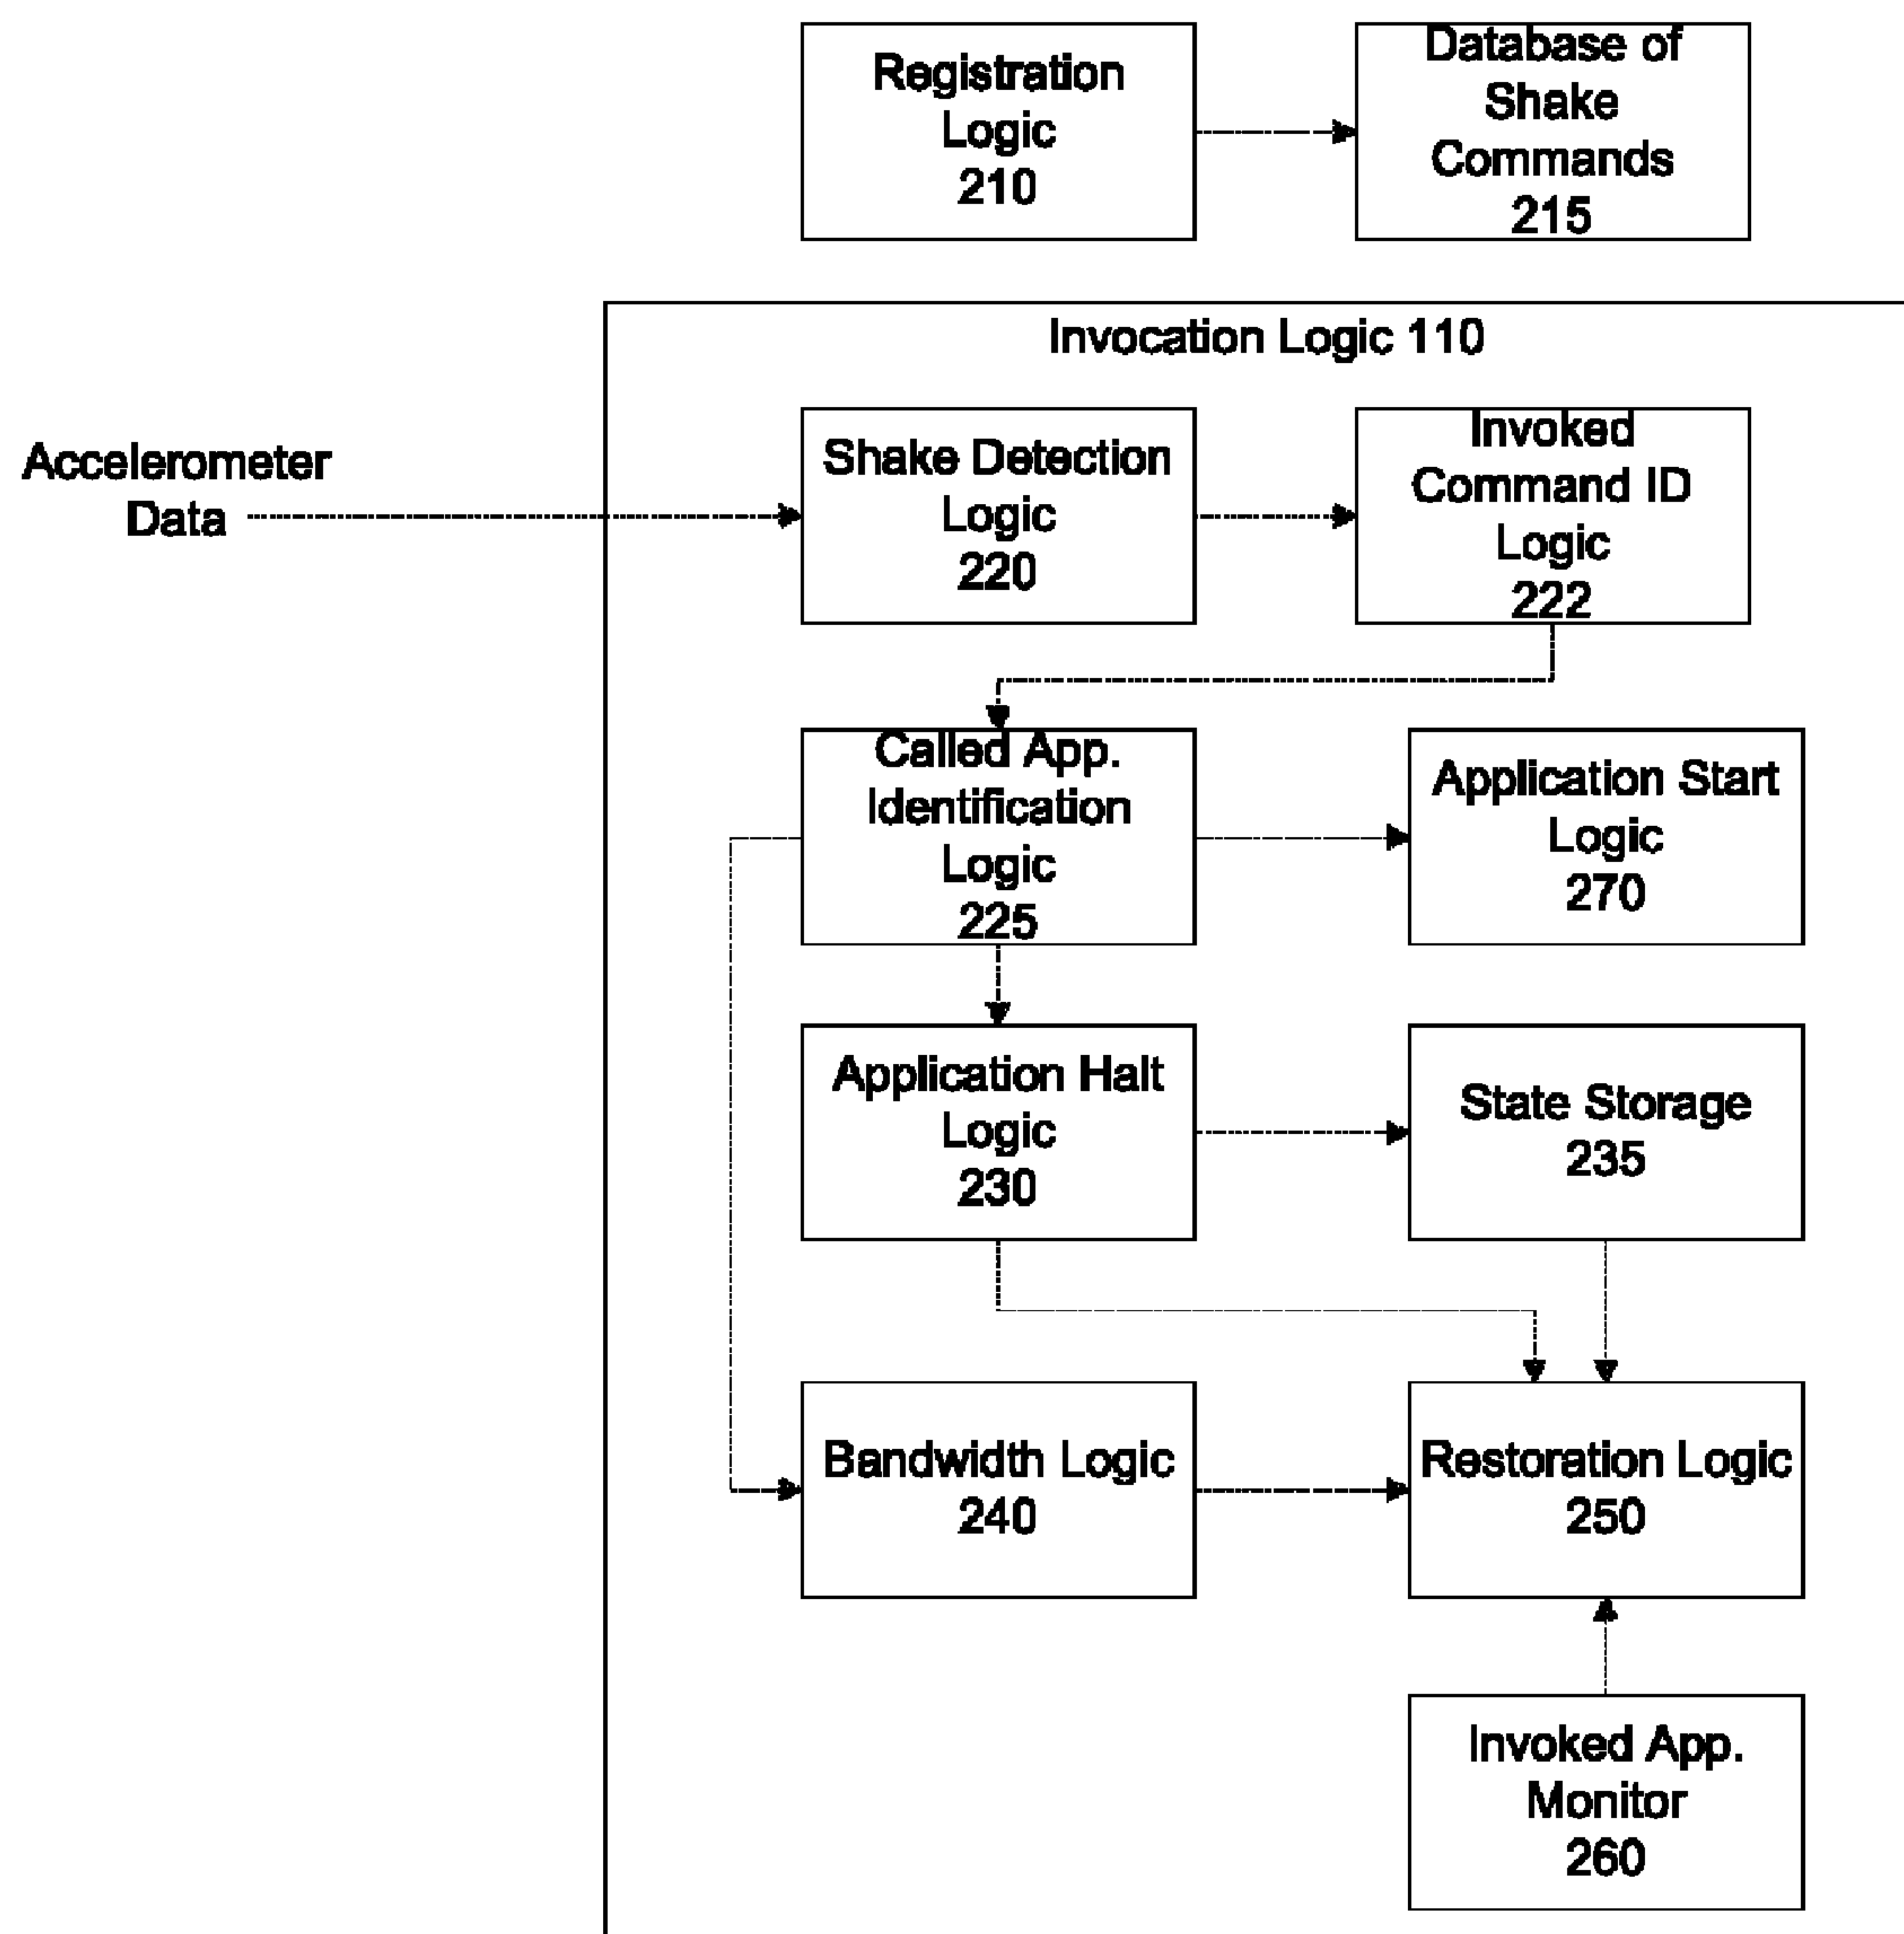 Registration
Logic
210
Database of
Shake
Commands
215
Invocation Logic 110
Accelerometer
Data
Shake Detection
Logic
220
Invoked
Command ID
Logic
222
Called App.
Identification
Logic
225
Application Start
Logic
270
Application Halt
Logic
230
State Storage
235
Bandwidth Logic
240
Restoration Logic
250
Invoked App.
Monitor
260